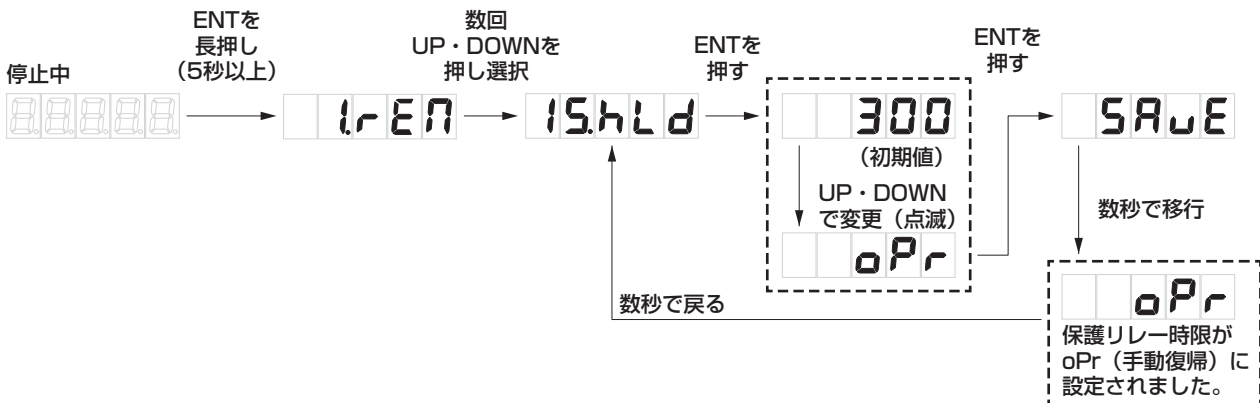 停止中
ENTを
長押し
（5秒以上）
1.rEM
数回
UP・DOWNを
押し選択
15.hLd
ENTを
押す
300
（初期値）
UP・DOWN
で変更（点滅）
oPr
ENTを
押す
SAvE
数秒で移行
oPr
保護リレー時限が
oPr（手動復帰）に
設定されました。
数秒で戻る